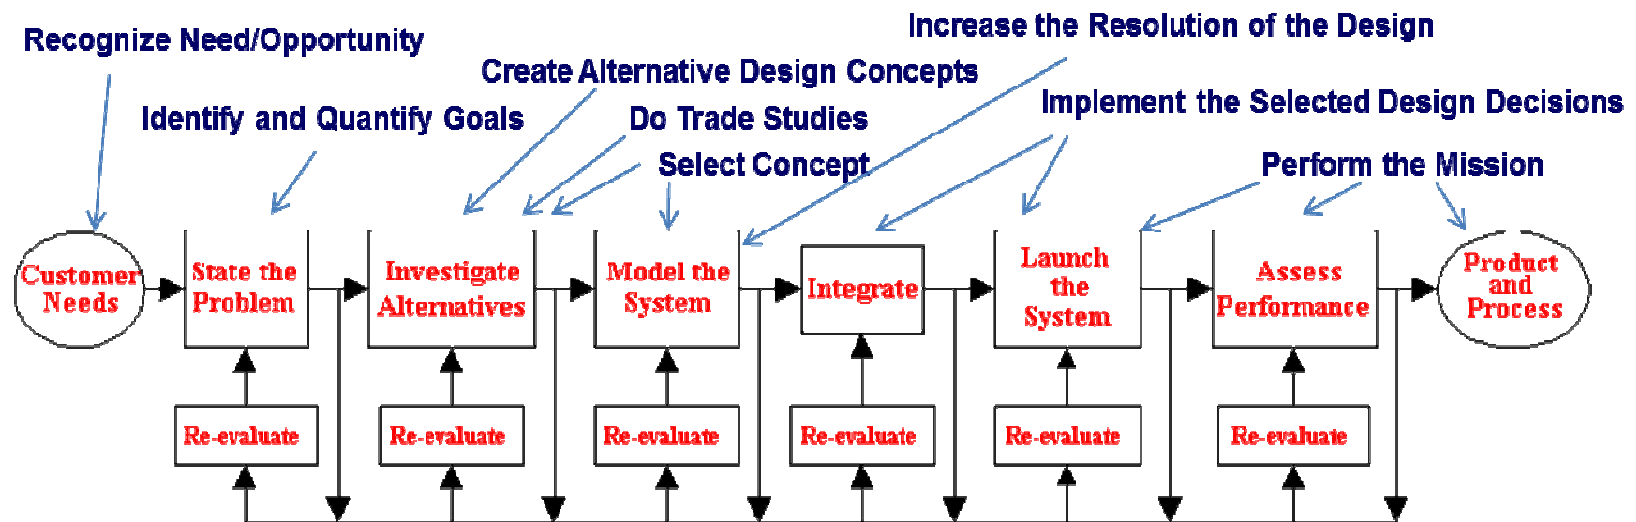 Increase the Resolution of the Design
Recognize Need/Opportunity
Create Alternative Design Concepts
Implement the Selected Design Decisions
Identify and Quantify Goals
Do Trade Studies
Select Concept
Perform the Mission
Customer
Needs
State the
Problem
Investigate
Alternatives
Model the
System
Integrate
Launch
the
System
Assess
Performance
Product
and
Process
Re-evaluate
Re-evaluate
Re-evaluate
Re-evaluate
Re-evaluate
Re-evaluate